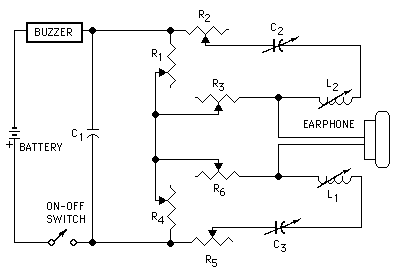 R2
BUZZER
C2
R1
R3
L2
EARPHONE
C1
+
BATTERY
R6
L1
ON-OFF
SWITCH
R4
C3
R5